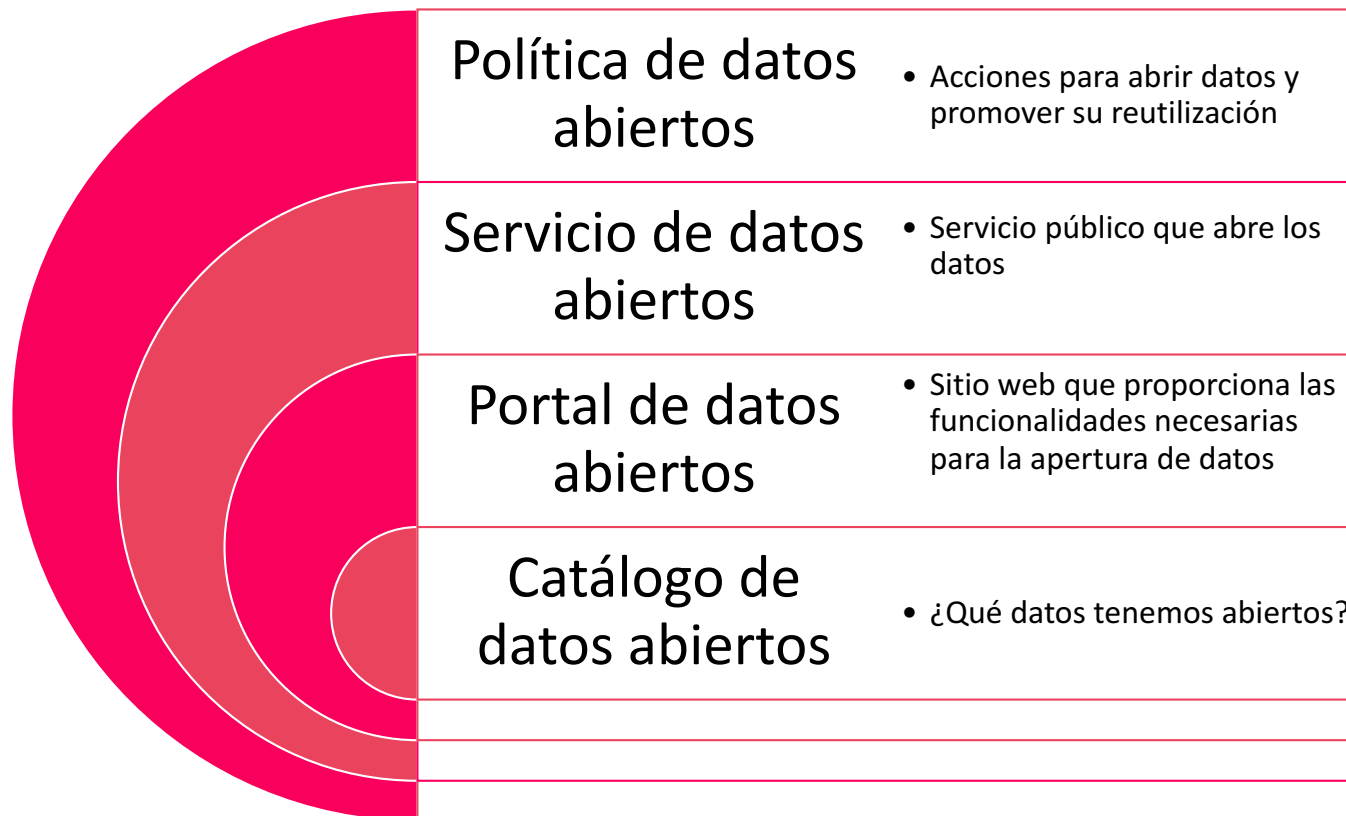 Política de datos
abiertos
• Acciones para abrir datos y
promover su reutilización
Servicio de datos
abiertos
• Servicio público que abre los
datos
Portal de datos
abiertos
• Sitio web que proporciona las
funcionalidades necesarias
para la apertura de datos
Catálogo de
datos abiertos
• ¿Qué datos tenemos abiertos?